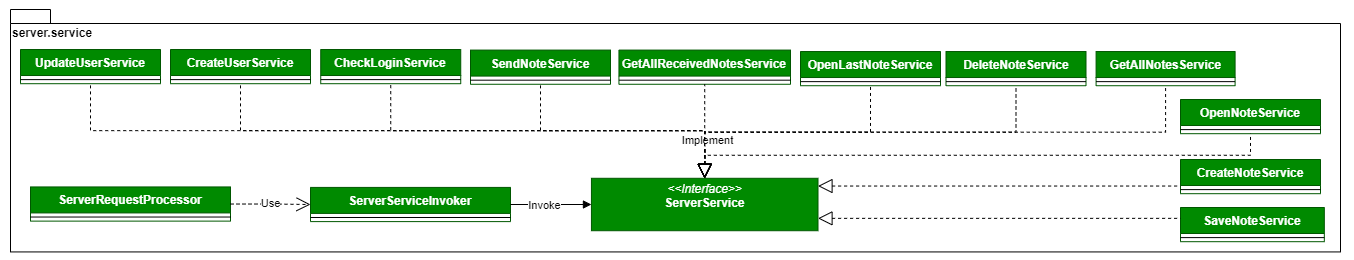 server.service
UpdateUserService
CreateUserService
CheckLoginService
SendNoteService
GetAllReceivedNotesService
OpenLastNoteService
DeleteNoteService
GetAllNotesService
OpenNoteService
Implement
CreateNoteService
<<Interface>>
ServerService
ServerRequestProcessor
Use
ServerServiceInvoker
Invoke
SaveNoteService